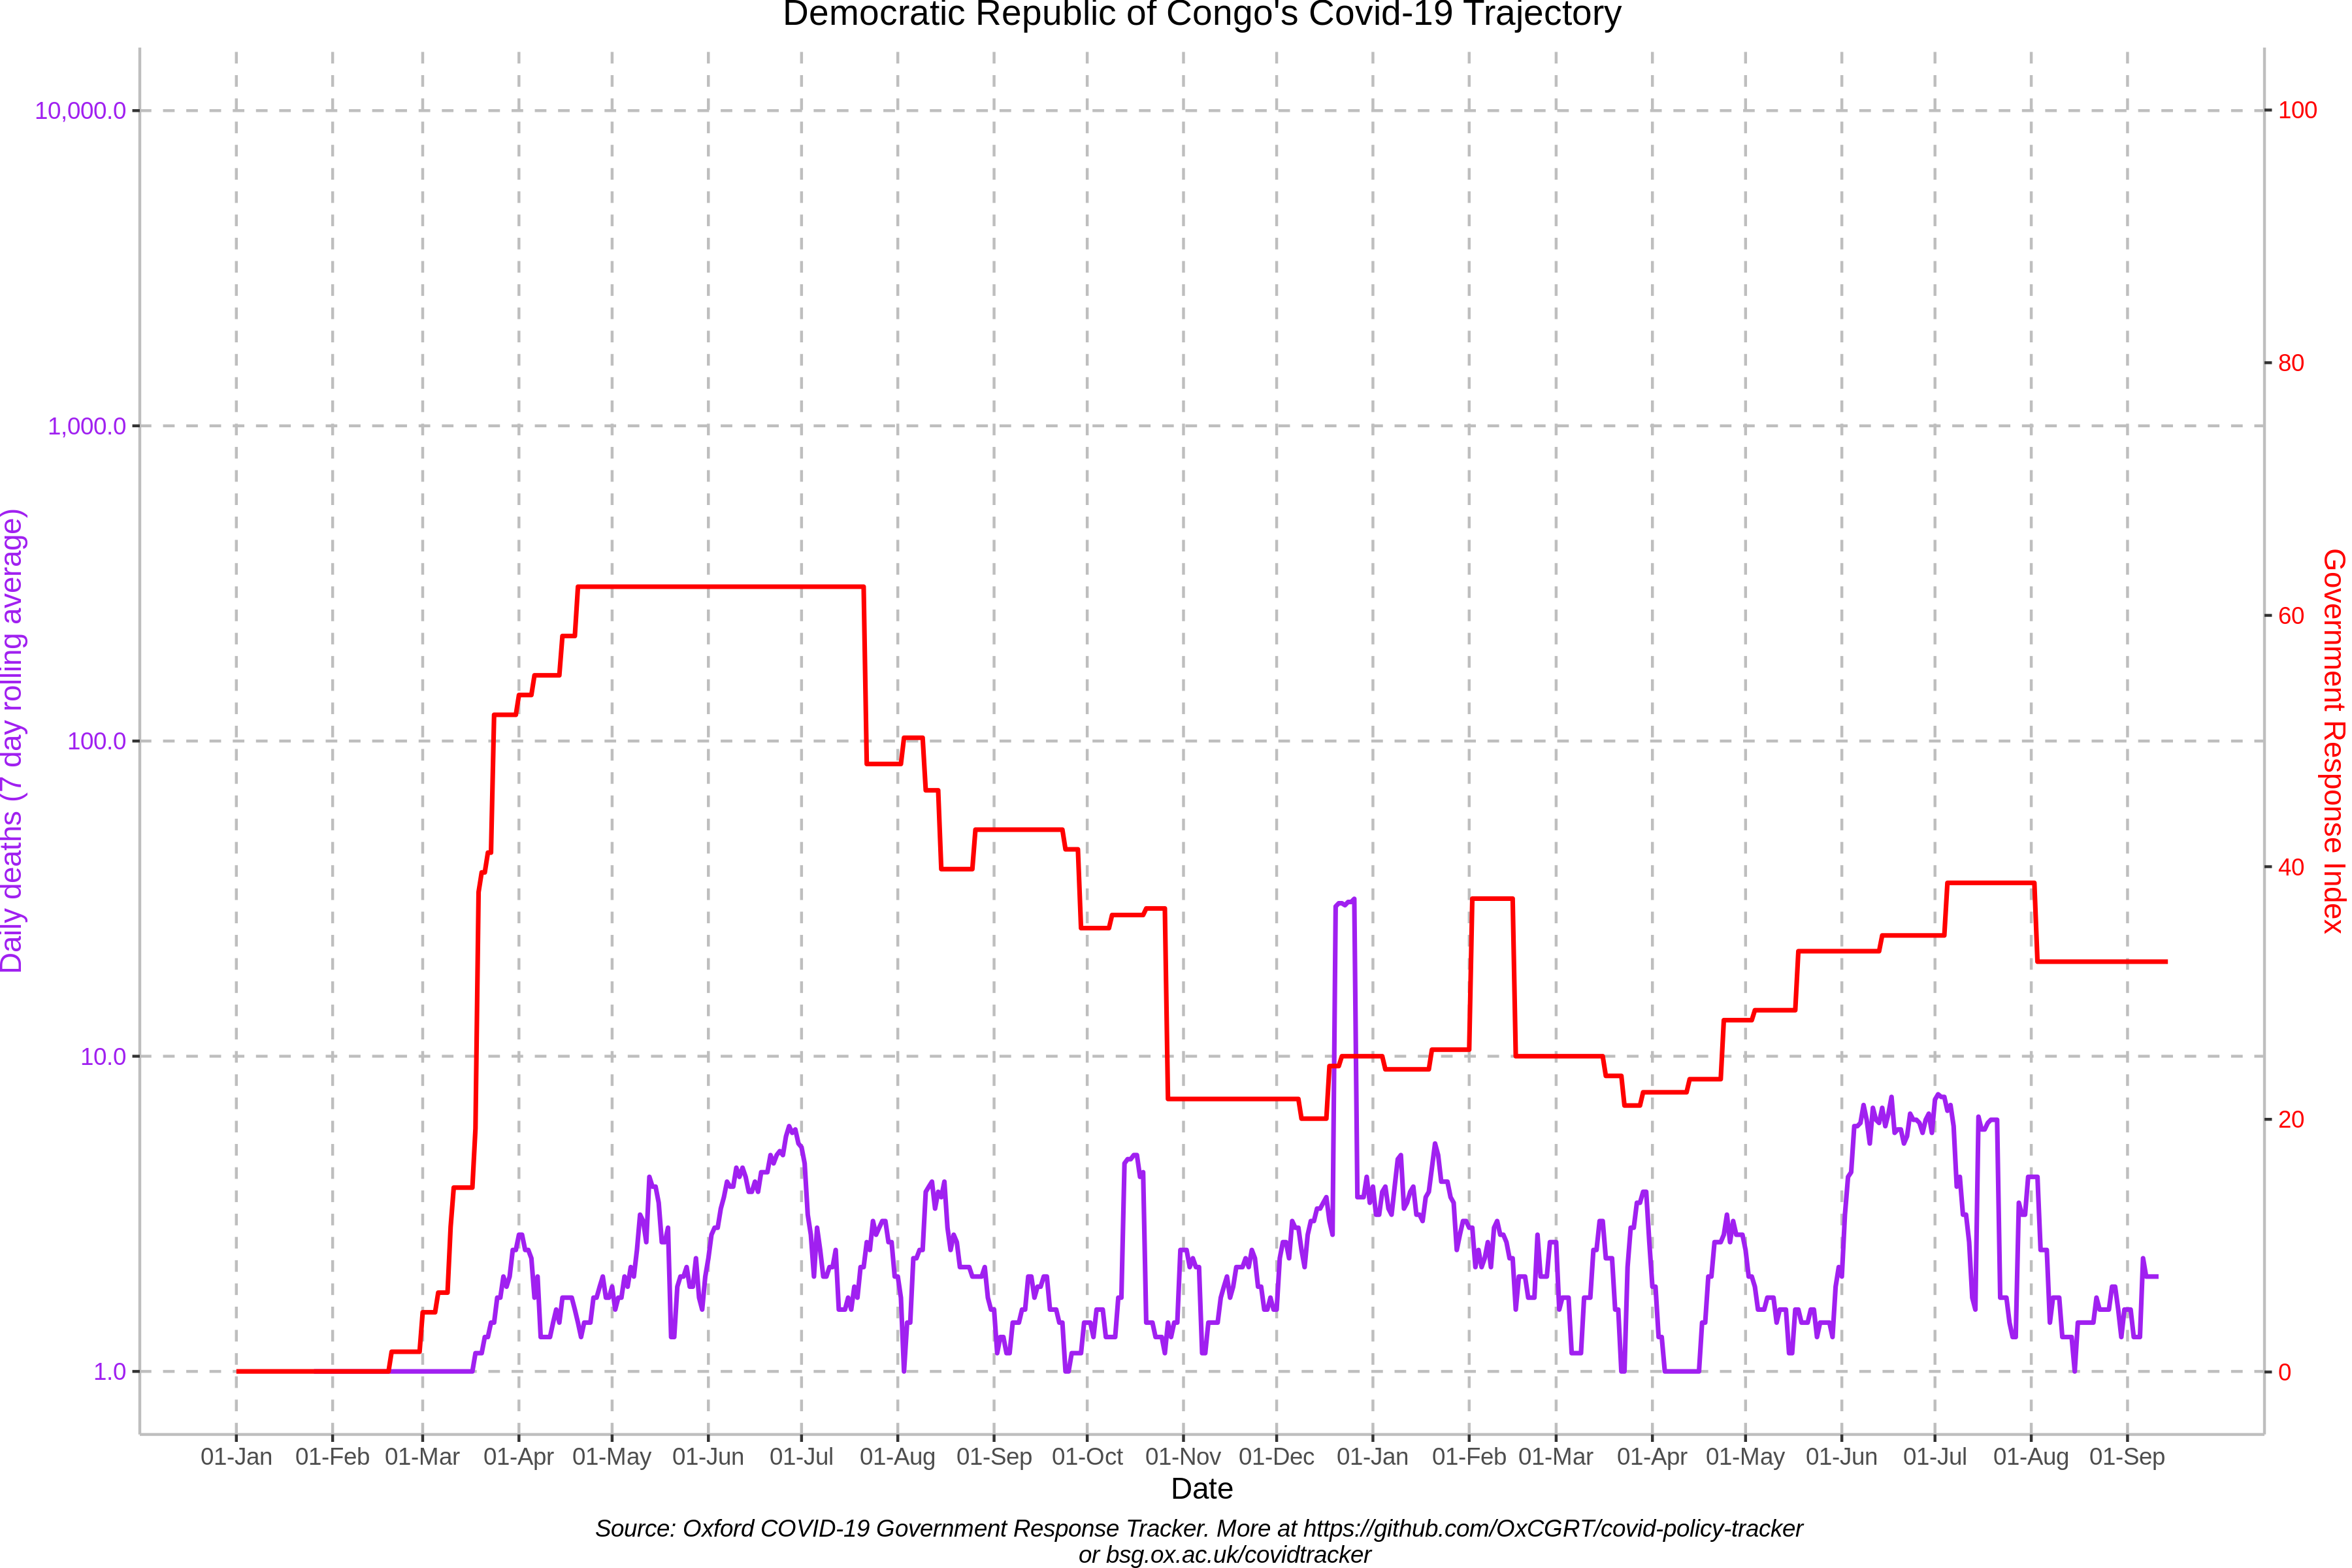 Democratic Republic of Congo's Covid-19 Trajectory
10,000.0
1,000.0
100.0
10.0
1.0
Daily deaths (7 day rolling average)
100
80
60
40
20
0
Government Response Index
01-Jan 01-Feb 01-Mar 01-Apr 01-May 01-Jun 01-Jul 01-Aug 01-Sep 01-Oct 01-Nov 01-Dec 01-Jan 01-Feb 01-Mar 01-Apr 01-May 01-Jun 01-Jul 01-Aug 01-Sep
Date
Source: Oxford COVID-19 Government Response Tracker. More at https://github.com/OxCGRT/covid-policy-tracker
or bsg.ox.ac.uk/covidtracker